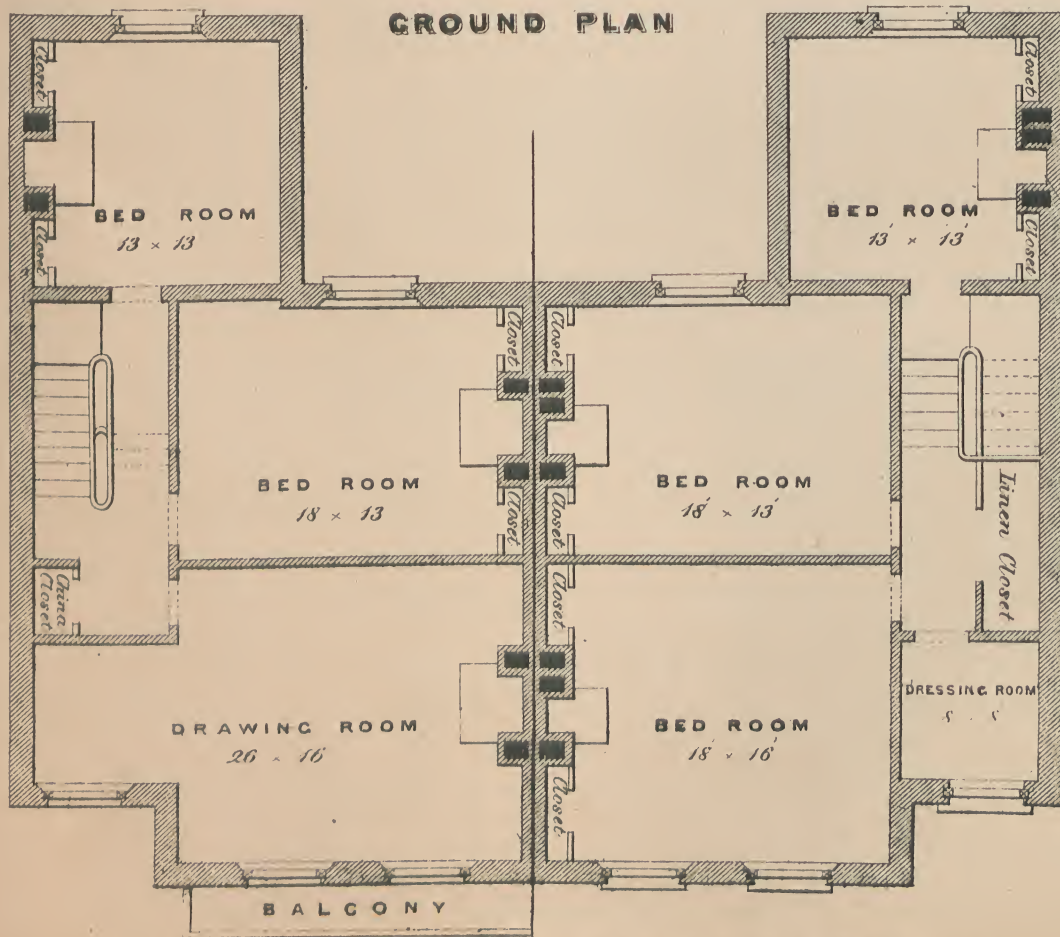 GROUND PLAN
Closet
BED ROOM
13 × 13
Closet
Closet
BED ROOM
18 × 13
Closet
China
Closet
DRAWING ROOM
26 × 16
BALCONY
Closet
BED ROOM
13' × 13'
Closet
Closet
BED ROOM
18' × 13'
Closet
Linen Closet
Closet
BED ROOM
18' × 16'
Closet
DRESSING ROOM